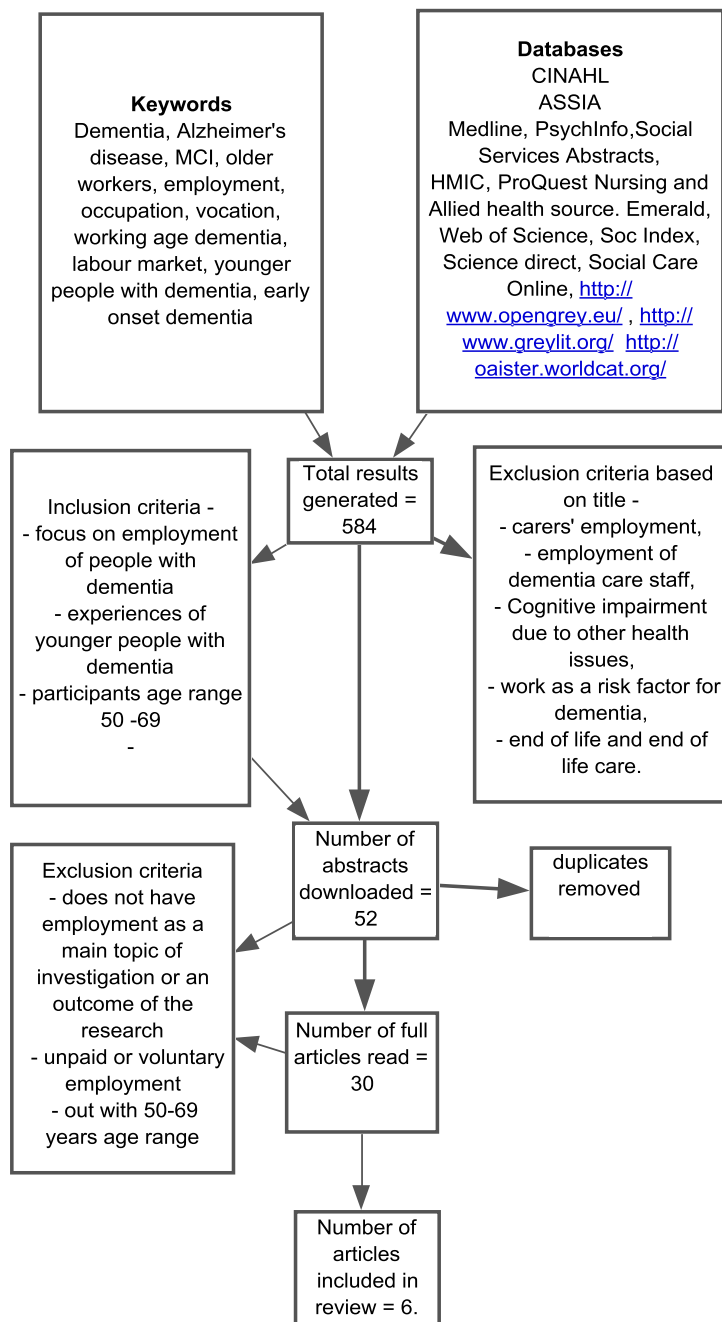 Keywords
Dementia, Alzheimer's
disease, MCI, older
workers, employment,
occupation, vocation,
working age dementia,
labour market, younger
people with dementia, early
onset dementia
Databases
CINAHL
ASSIA
Medline, PsychInfo,Social
Services Abstracts,
HMIC, ProQuest Nursing and
Allied health source. Emerald,
Web of Science, Soc Index,
Science direct, Social Care
Online, http://
www.opengrey.eu/ , http://
www.greylit.org/ http://
oaister.worldcat.org/
Total results
generated =
584
Inclusion criteria -
- focus on employment
of people with
dementia
- experiences of
younger people with
dementia
- participants age range
50 -69
-
Exclusion criteria based
on title -
- carers' employment,
- employment of
dementia care staff,
- Cognitive impairment
due to other health
issues,
- work as a risk factor for
dementia,
- end of life and end of
life care.
Number of
abstracts
downloaded =
52
duplicates
removed
Exclusion criteria
- does not have
employment as a
main topic of
investigation or an
outcome of the
research
- unpaid or voluntary
employment
- out with 50-69
years age range
Number of full
articles read =
30
Number of
articles
included in
review = 6.